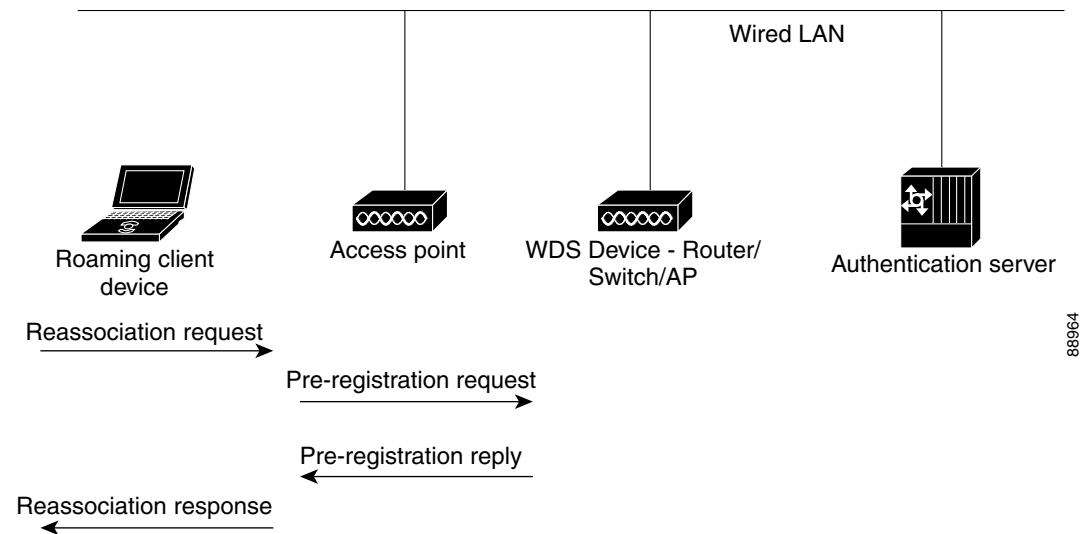 Wired LAN
Roaming client
device
Access point
WDS Device - Router/
Switch/AP
Authentication server
88964
Reassociation request
Pre-registration request
Pre-registration reply
Reassociation response